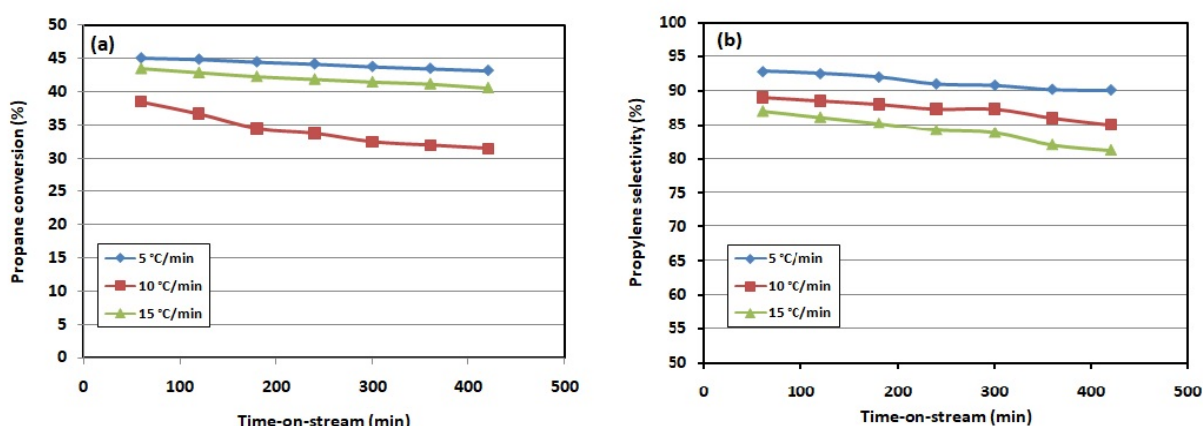 (a)
Propane conversion (%)
50
45
40
35
30
25
20
15
10
5
0
5 °C/min
10 °C/min
15 °C/min
0 100 200 300 400 500
Time-on-stream (min)
(b)
Propylene selectivity (%)
100
95
90
85
80
75
70
65
60
55
50
5 °C/min
10 °C/min
15 °C/min
0 100 200 300 400 500
Time-on-stream (min)